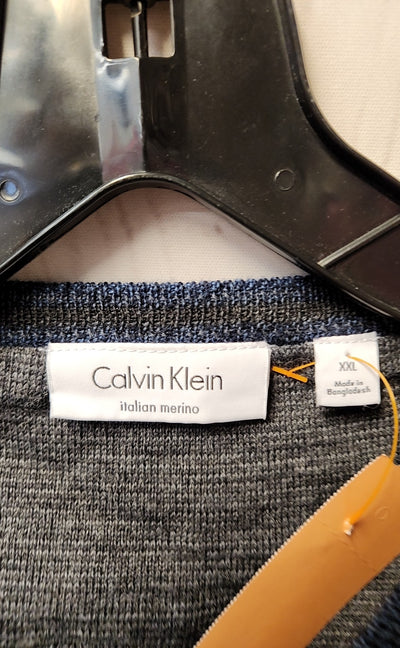 Calvin Klein
italian merino
XXL
Made in
Bangladesh